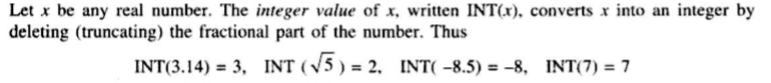 Let x be any real number. The integer value of x, written INT(x), converts x into an integer by
deleting (truncating) the fractional part of the number. Thus
INT(3.14) = 3, INT (√5) = 2, INT( –8.5) = –8, INT(7) = 7